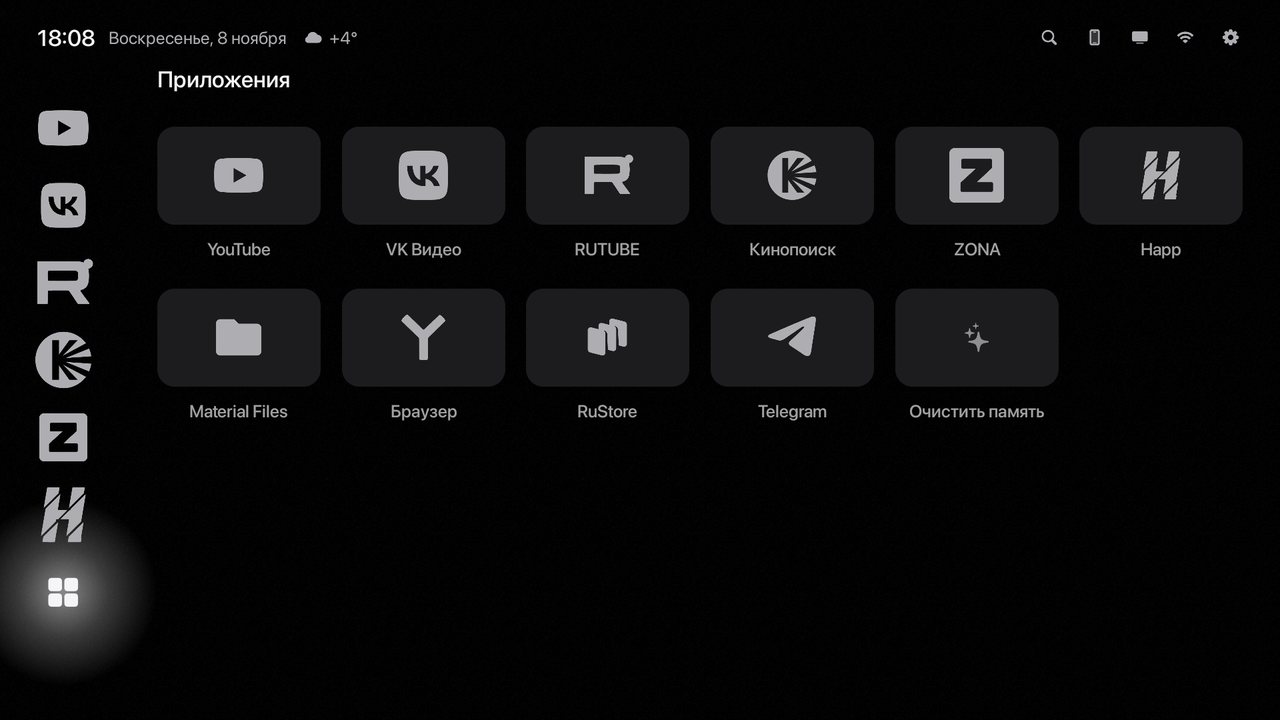 18:08 Воскресенье, 8 ноября +4°
Приложения
YouTube VK Видео RUTUBE Кинопоиск ZONA Happ
Material Files Браузер RuStore Telegram Очистить память